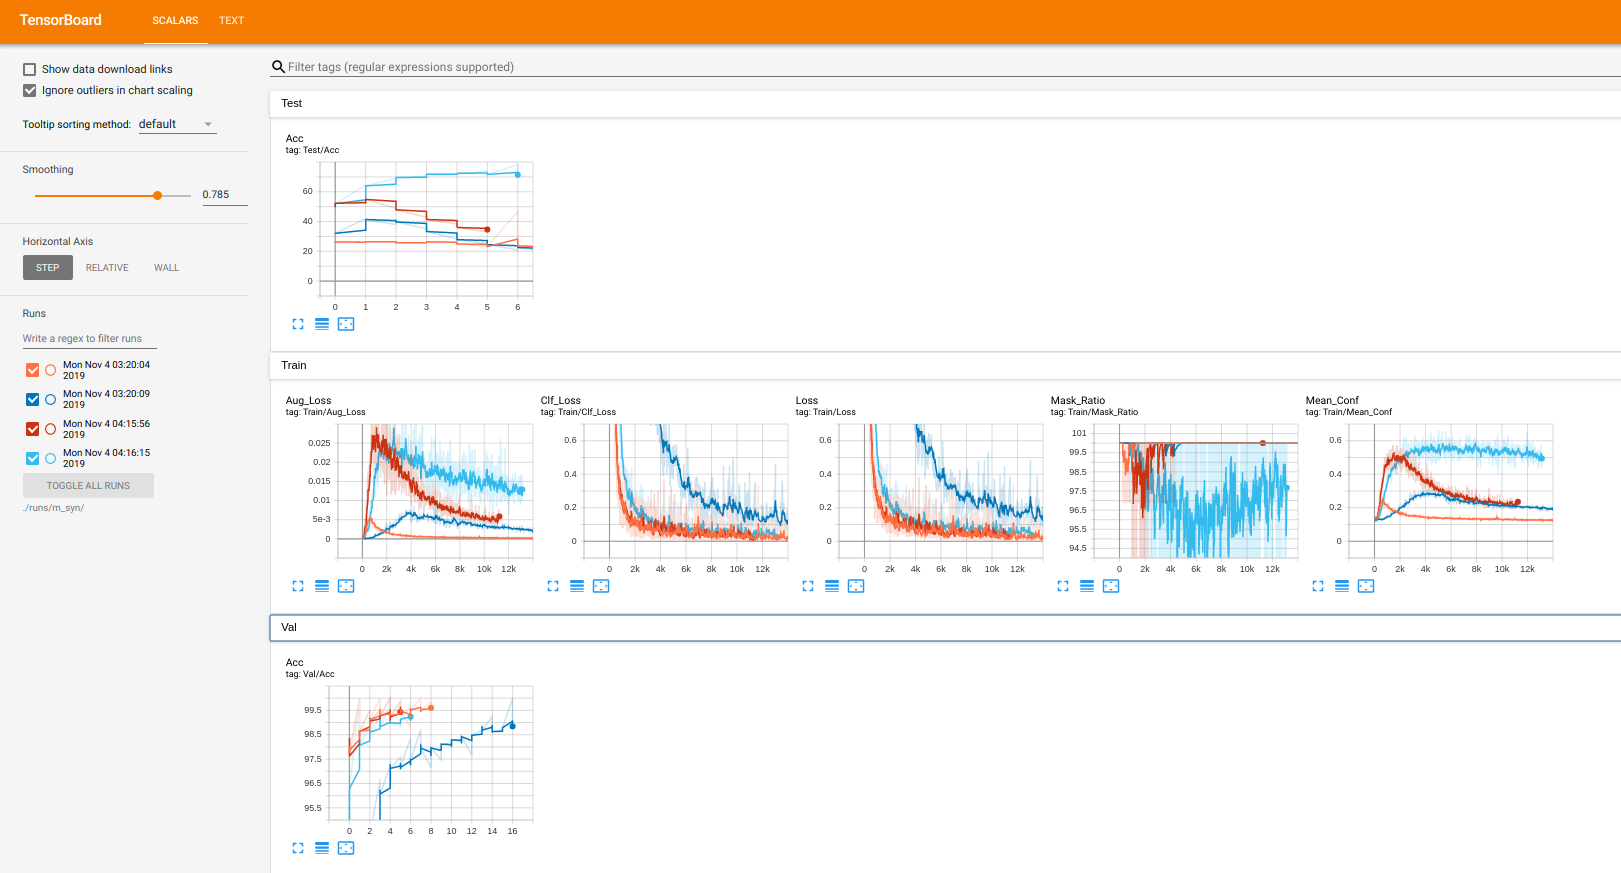 TensorBoard SCALARS TEXT
Show data download links
Ignore outliers in chart scaling
Tooltip sorting method: default
Smoothing
0.785
Horizontal Axis
STEP RELATIVE WALL
Runs
Write a regex to filter runs
Mon Nov 4 03:20:04
2019
Mon Nov 4 03:20:09
2019
Mon Nov 4 04:15:56
2019
Mon Nov 4 04:16:15
2019
TOGGLE ALL RUNS
./runs/m_syn/
Filter tags (regular expressions supported)
Test
Acc
tag: Test/Acc
60
40
20
0
0 1 2 3 4 5 6
Train
Aug_Loss
tag: Train/Aug_Loss
0.025
0.02
0.015
0.01
5e-3
0
0 2k 4k 6k 8k 10k 12k
Clf_Loss
tag: Train/Clf_Loss
0.6
0.4
0.2
0
0 2k 4k 6k 8k 10k 12k
Loss
tag: Train/Loss
0.6
0.4
0.2
0
0 2k 4k 6k 8k 10k 12k
Mask_Ratio
tag: Train/Mask_Ratio
101
99.5
98.5
97.5
96.5
95.5
94.5
0 2k 4k 6k 8k 10k 12k
Mean_Conf
tag: Train/Mean_Conf
0.6
0.4
0.2
0
0 2k 4k 6k 8k 10k 12k
Val
Acc
tag: Val/Acc
99.5
98.5
97.5
96.5
95.5
0 2 4 6 8 10 12 14 16